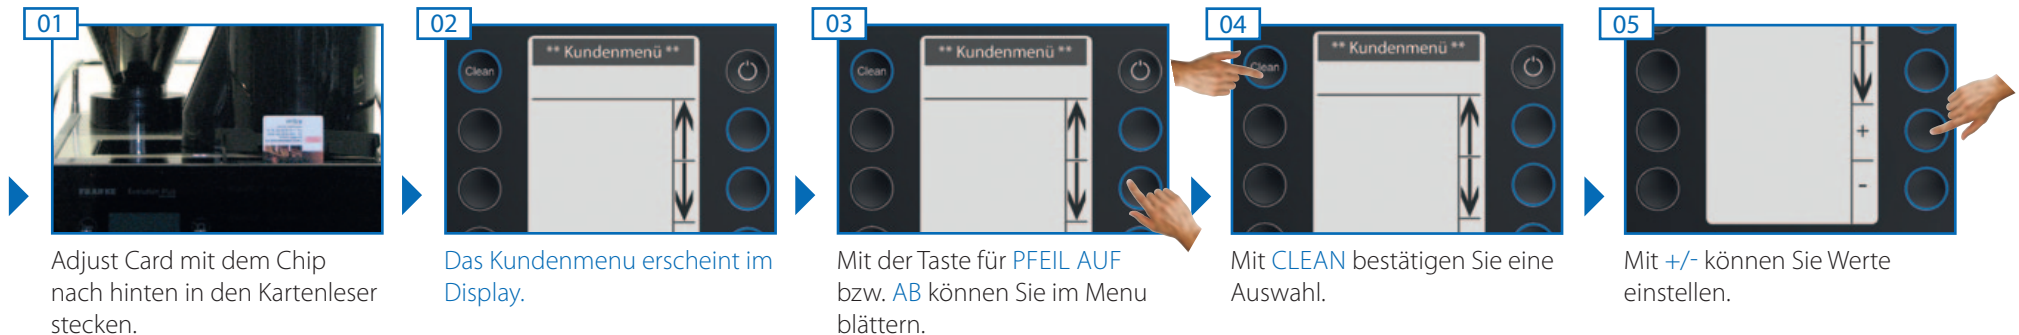 01
02
03
04
05
Clean
** Kundenmenü **
Clean
** Kundenmenü **
Clean
** Kundenmenü **
+
-
FRANKE
Adjust Card mit dem Chip
nach hinten in den Kartenleser
stecken.
Das Kundenmenu erscheint im
Display.
Mit der Taste für PFEIL AUF
bzw. AB können Sie im Menu
blättern.
Mit CLEAN bestätigen Sie eine
Auswahl.
Mit +/- können Sie Werte
einstellen.